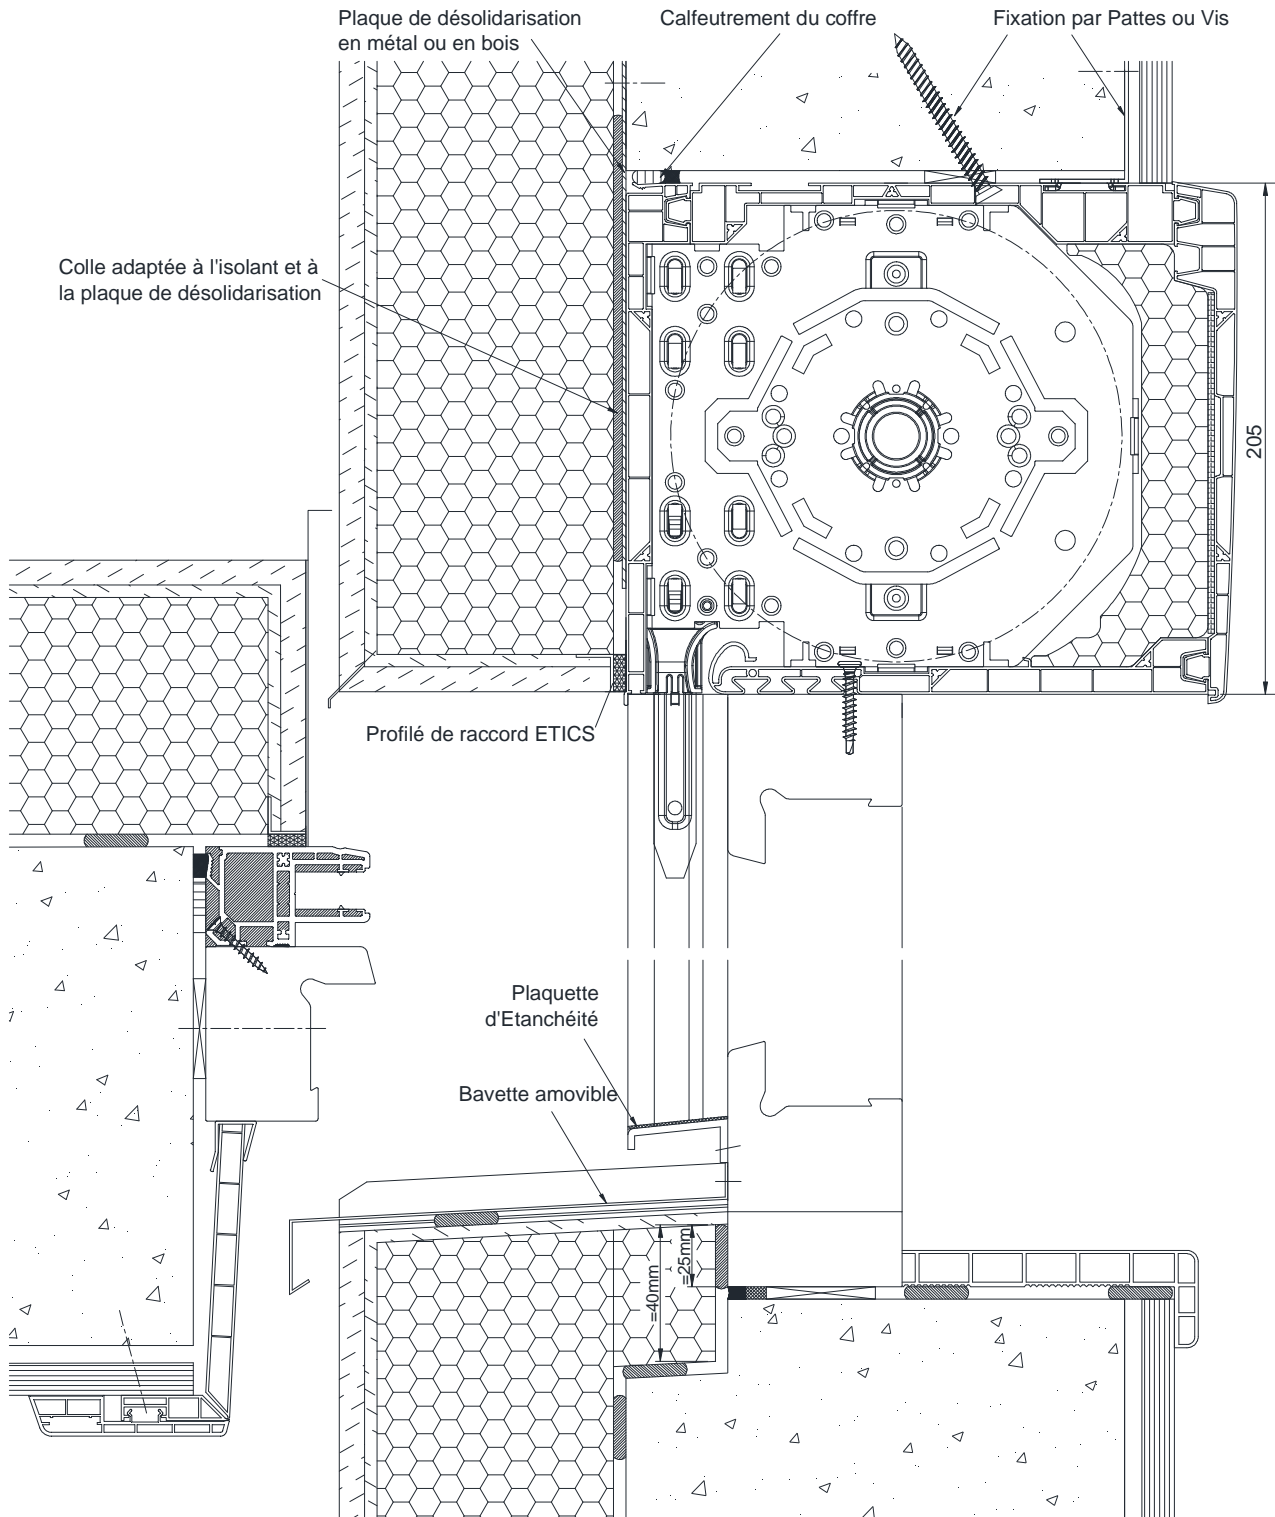 Plaque de désolidarisation
en métal ou en bois
Calfeutrement du coffre
Fixation par Pattes ou Vis
Colle adaptée à l'isolant et à
la plaque de désolidarisation
205
Profilé de raccord ETICS
Plaquette
d'Etanchéité
Bavette amovible
=25mm
=40mm